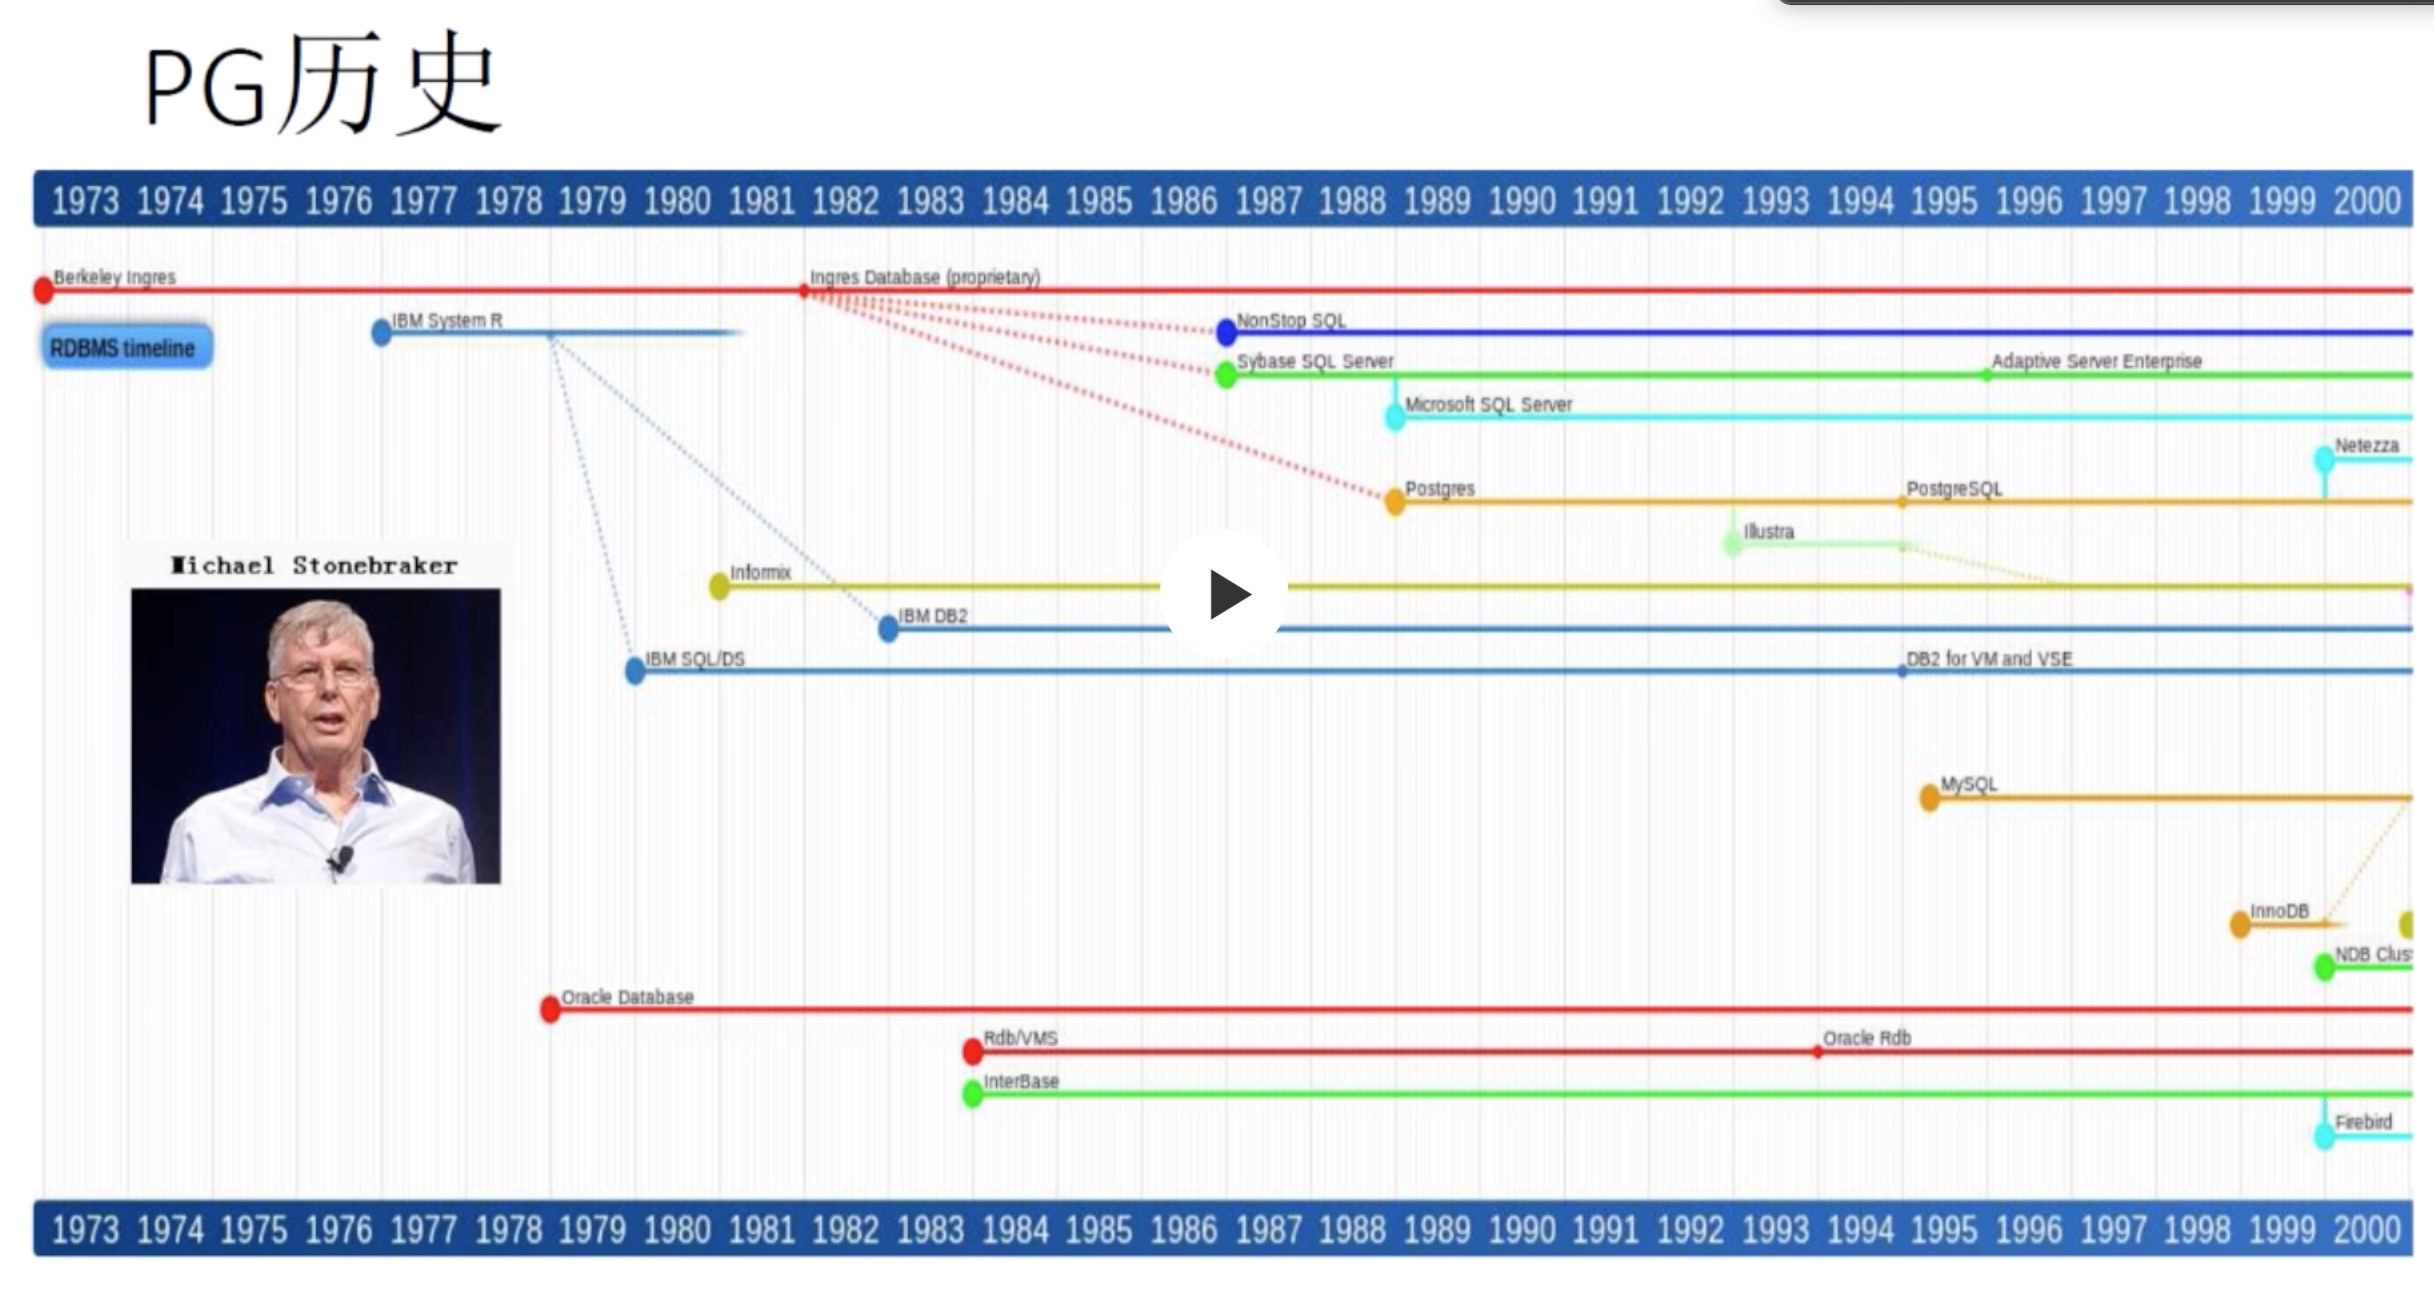 PG历史
1973 1974 1975 1976 1977 1978 1979 1980 1981 1982 1983 1984 1985 1986 1987 1988 1989 1990 1991 1992 1993 1994 1995 1996 1997 1998 1999 2000
Berkeley Ingres
Ingres Database (proprietary)
IBM System R
NonStop SQL
RDBMS timeline
Sybase SQL Server
Adaptive Server Enterprise
Microsoft SQL Server
Netezza
Postgres
PostgreSQL
Illustra
Michael Stonebraker
Informix
IBM DB2
IBM SQL/DS
DB2 for VM and VSE
MySQL
InnoDB
NDB Clus
Oracle Database
Rdb/VMS
Oracle Rdb
InterBase
Firebird
1973 1974 1975 1976 1977 1978 1979 1980 1981 1982 1983 1984 1985 1986 1987 1988 1989 1990 1991 1992 1993 1994 1995 1996 1997 1998 1999 2000